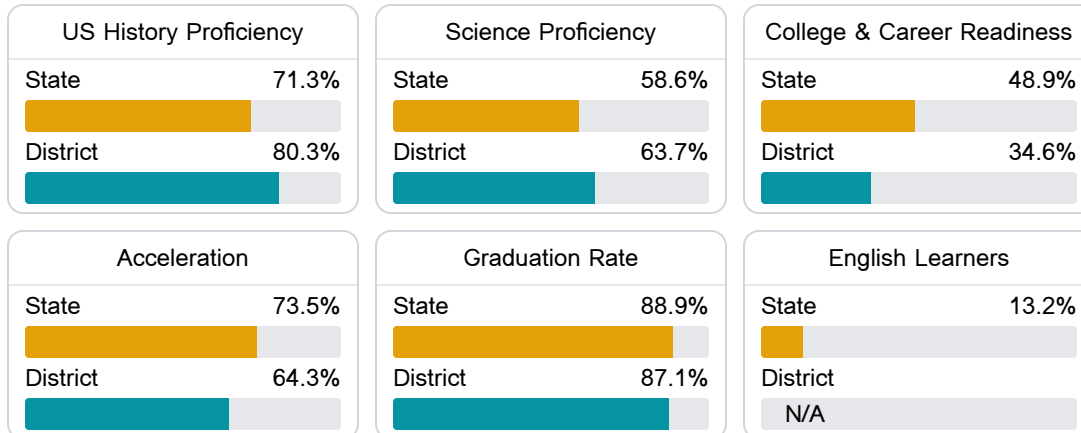 US History Proficiency
State 71.3%
District 80.3%
Science Proficiency
State 58.6%
District 63.7%
College & Career Readiness
State 48.9%
District 34.6%
Acceleration
State 73.5%
District 64.3%
Graduation Rate
State 88.9%
District 87.1%
English Learners
State 13.2%
District
N/A